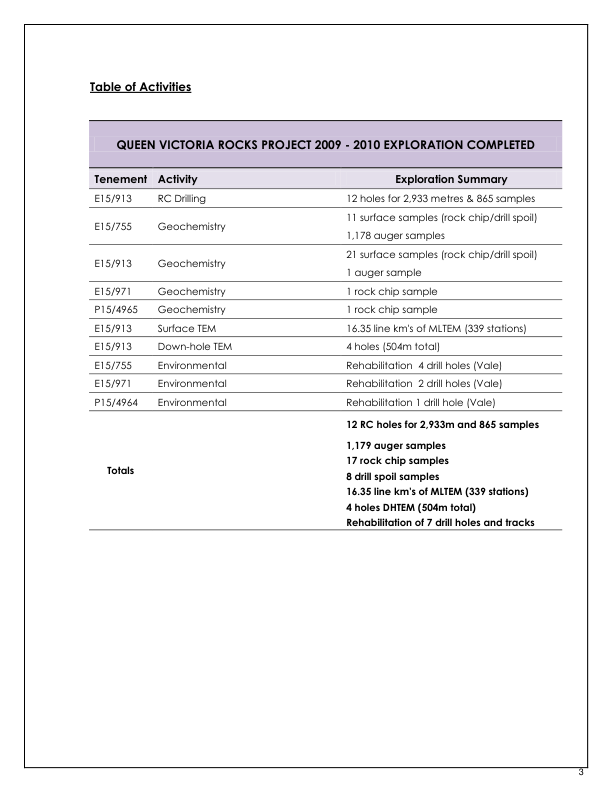 Table of Activities
QUEEN VICTORIA ROCKS PROJECT 2009 - 2010 EXPLORATION COMPLETED
Tenement Activity Exploration Summary
E15/913 RC Drilling 12 holes for 2,933 metres & 865 samples
E15/755 Geochemistry 11 surface samples (rock chip/drill spoil)
1,178 auger samples
E15/913 Geochemistry 21 surface samples (rock chip/drill spoil)
1 auger sample
E15/971 Geochemistry 1 rock chip sample
P15/4965 Geochemistry 1 rock chip sample
E15/913 Surface TEM 16.35 line km's of MLTEM (339 stations)
E15/913 Down-hole TEM 4 holes (504m total)
E15/755 Environmental Rehabilitation 4 drill holes (Vale)
E15/971 Environmental Rehabilitation 2 drill holes (Vale)
P15/4964 Environmental Rehabilitation 1 drill hole (Vale)
Totals
12 RC holes for 2,933m and 865 samples
1,179 auger samples
17 rock chip samples
8 drill spoil samples
16.35 line km's of MLTEM (339 stations)
4 holes DHTEM (504m total)
Rehabilitation of 7 drill holes and tracks
3